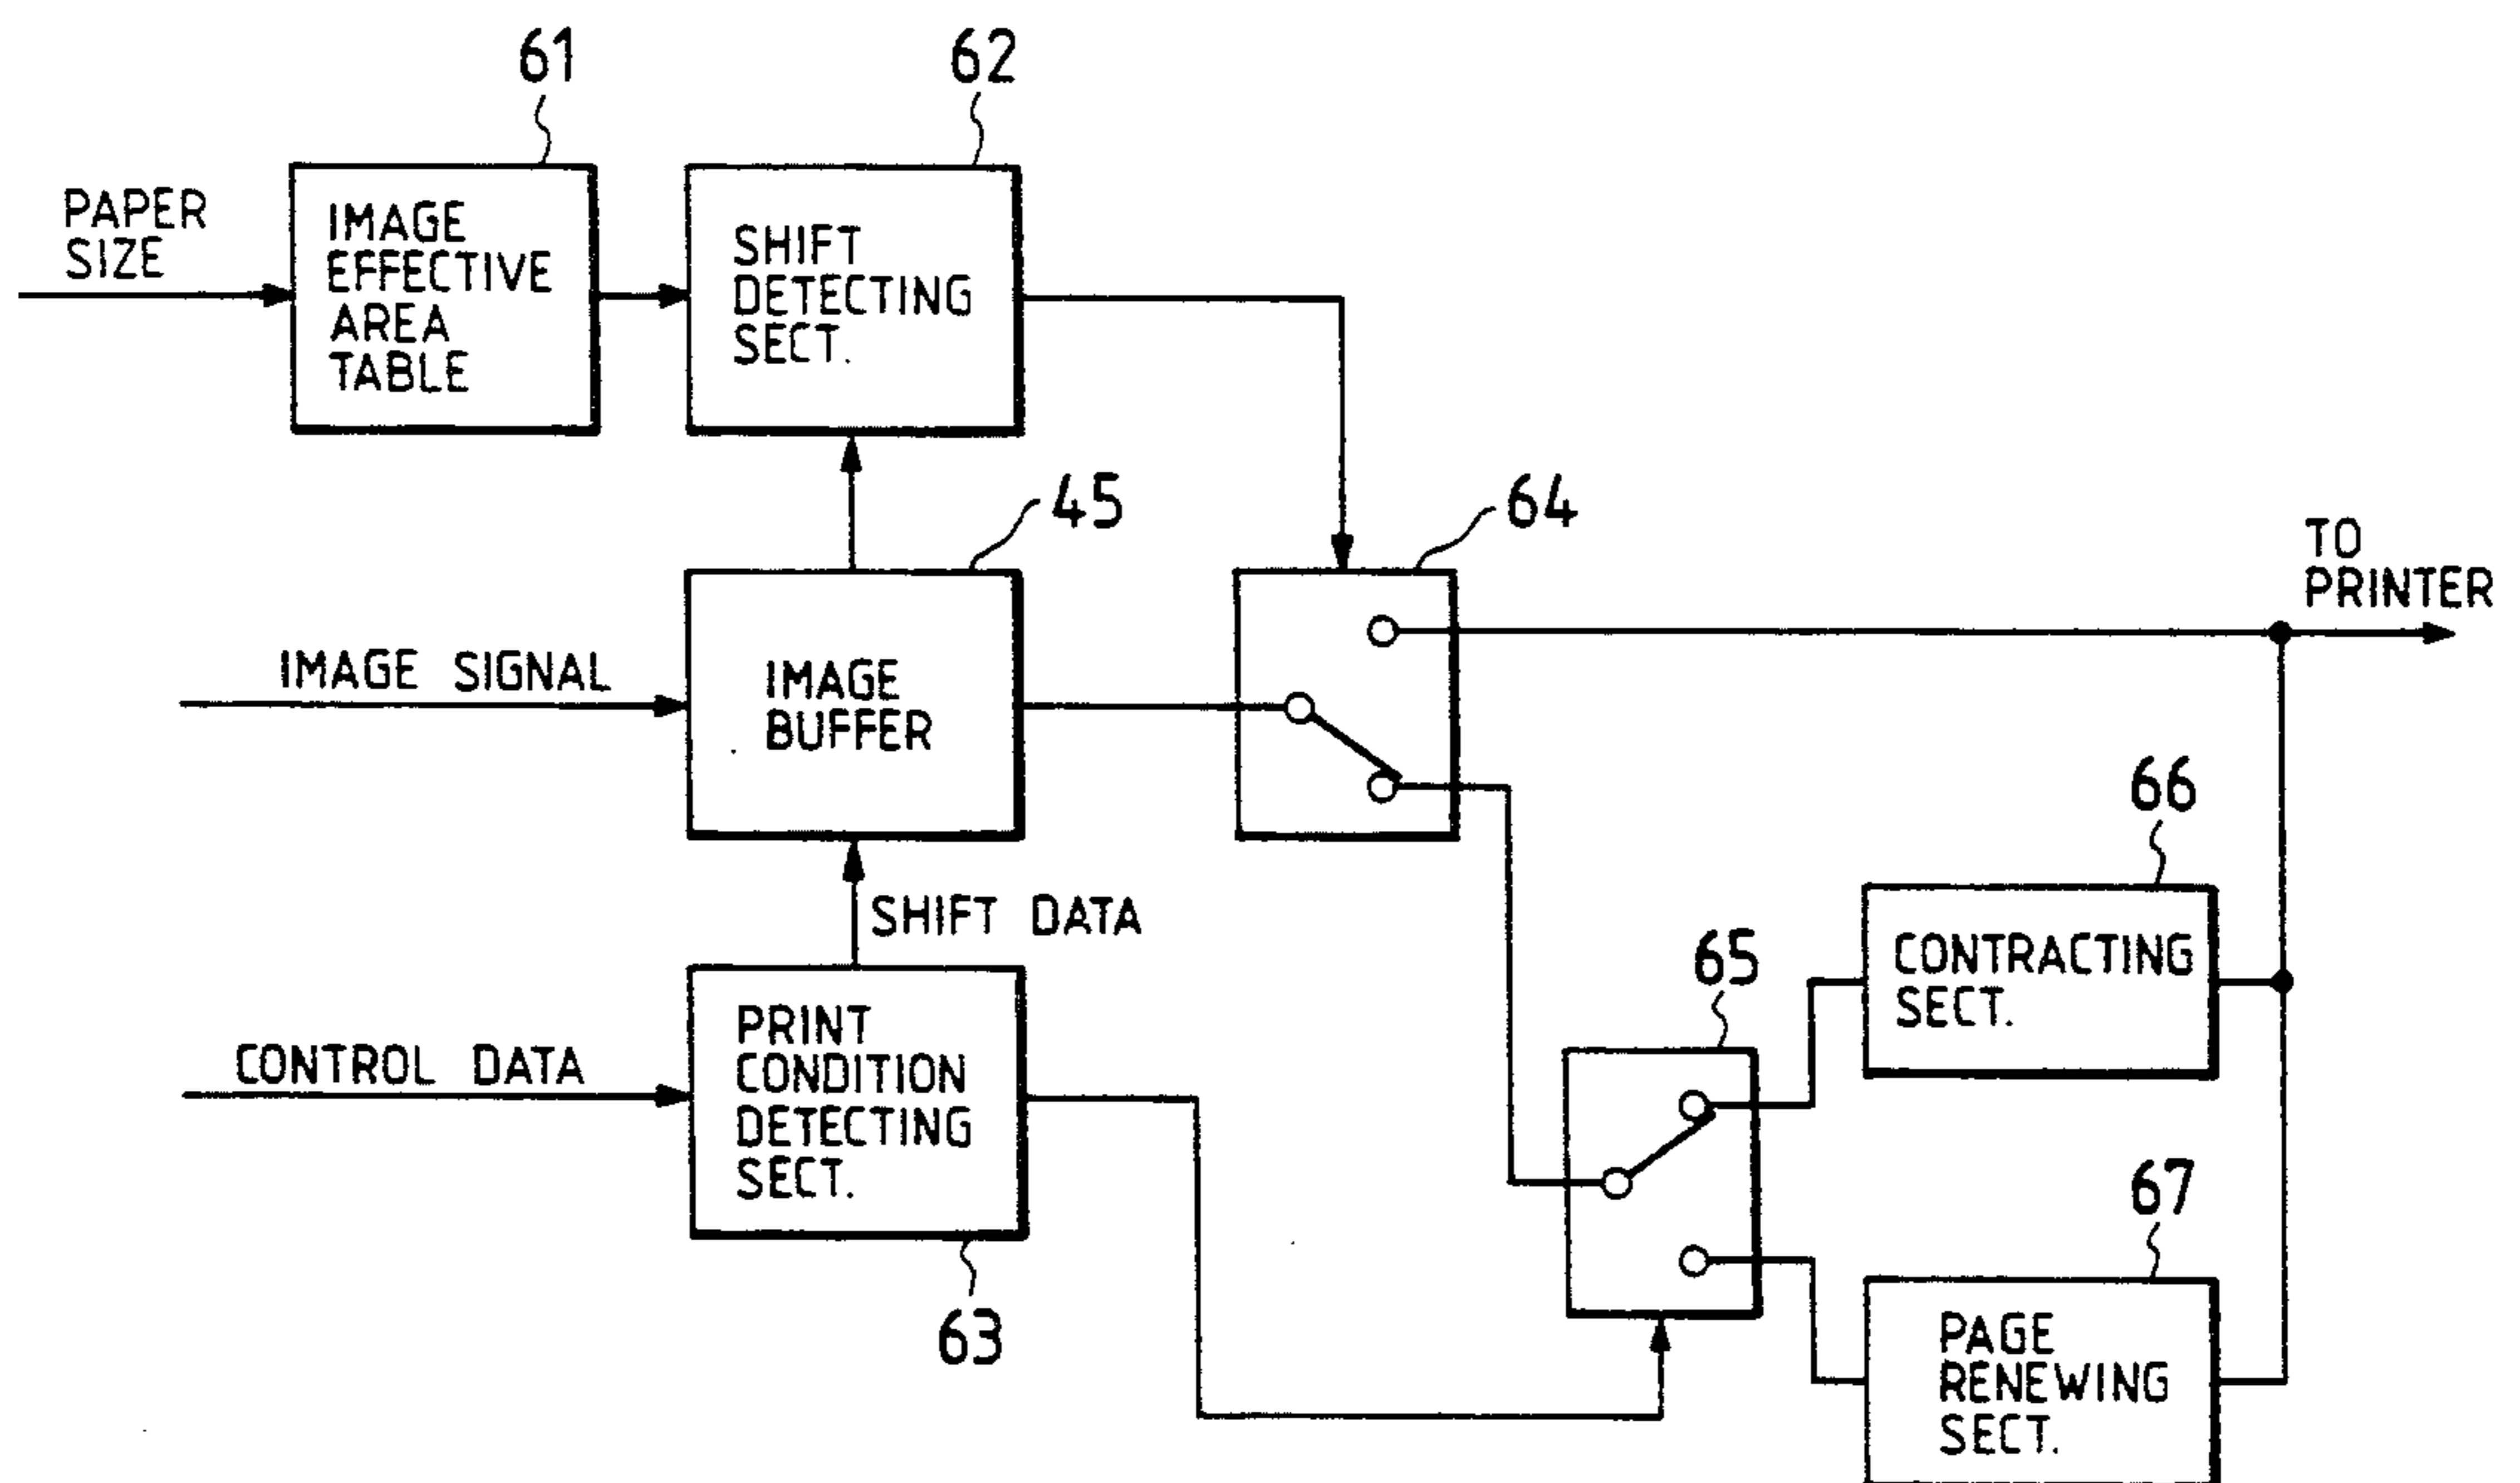 61
62
PAPER
SIZE
IMAGE
EFFECTIVE
AREA
TABLE
SHIFT
DETECTING
SECT.
45
64
TO
PRINTER
IMAGE SIGNAL
IMAGE
BUFFER
66
SHIFT DATA
65
CONTRACTING
SECT.
CONTROL DATA
PRINT
CONDITION
DETECTING
SECT.
67
63
PAGE
RENEWING
SECT.